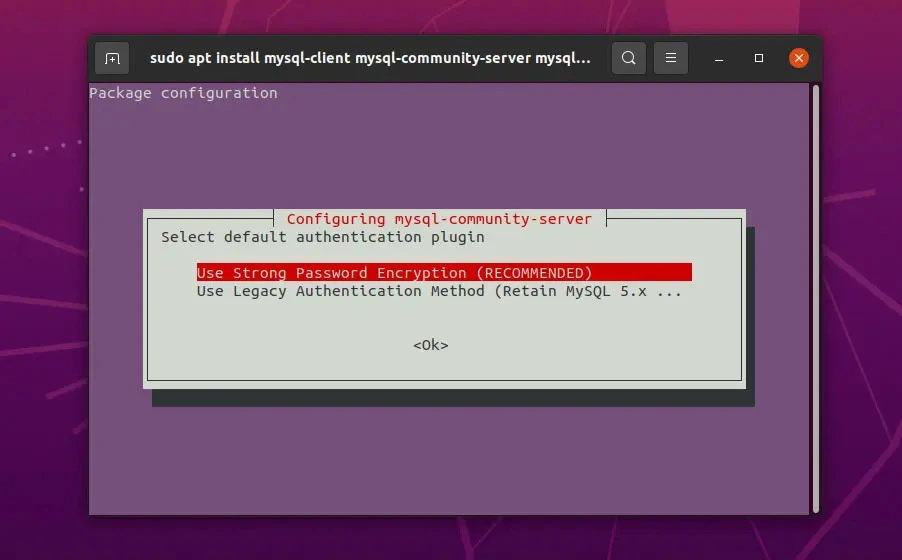 sudo apt install mysql-client mysql-community-server mysql...
Package configuration
Configuring mysql-community-server
Select default authentication plugin
Use Strong Password Encryption (RECOMMENDED)
Use Legacy Authentication Method (Retain MySQL 5.x ...
<Ok>